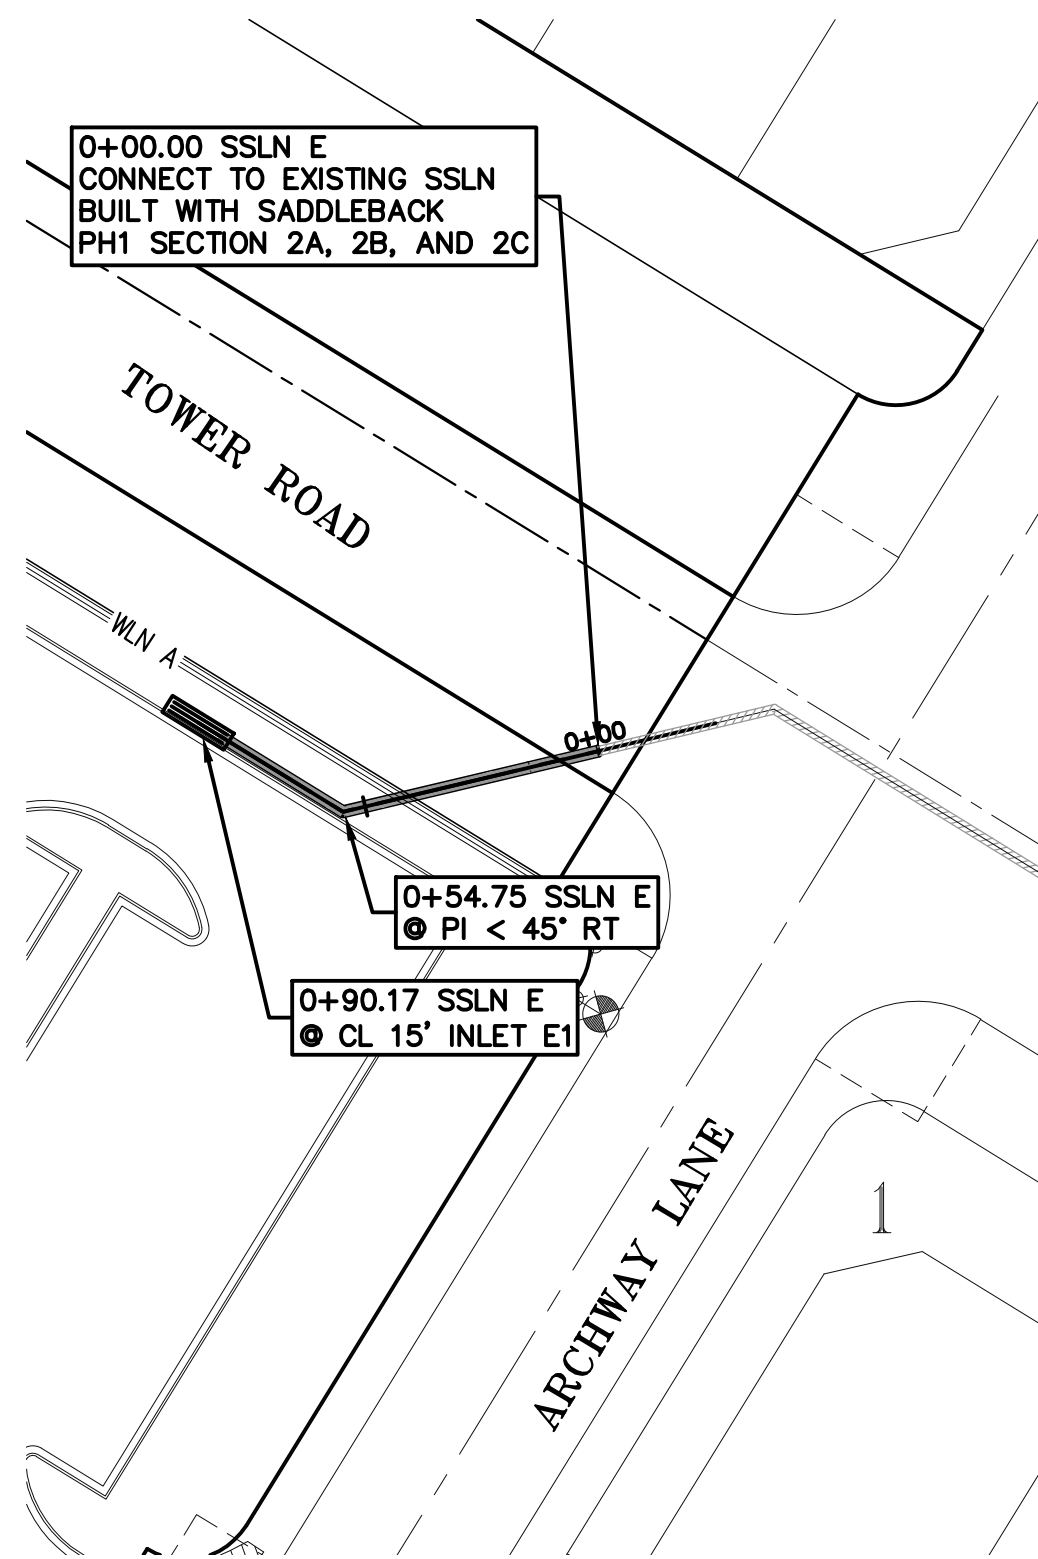 0+00.00 SSLN E
CONNECT TO EXISTING SSLN
BUILT WITH SADDLEBACK
PH1 SECTION 2A, 2B, AND 2C
TOWER ROAD
WLN A
0+00
0+54.75 SSLN E
@ PI < 45° RT
0+90.17 SSLN E
@ CL 15' INLET E1
ARCHWAY LANE
1